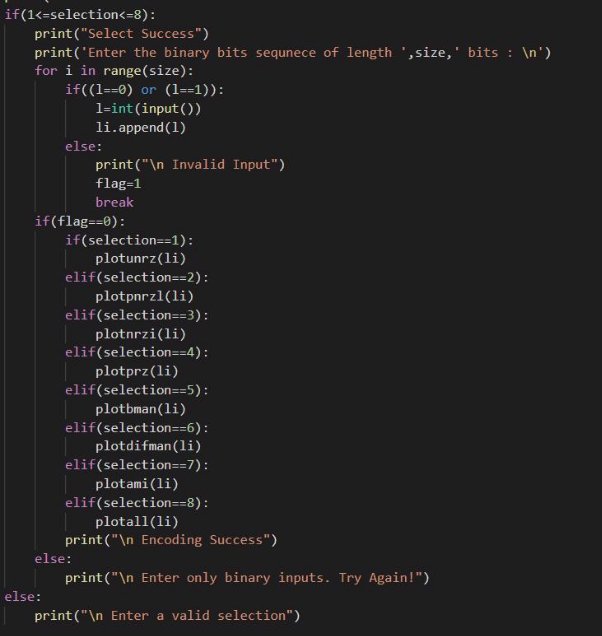 if(1<=selection<=8):
    print("Select Success")
    print('Enter the binary bits sequnece of length ',size,' bits : \n')
    for i in range(size):
        if((l==0) or (l==1)):
            l=int(input())
            li.append(l)
        else:
            print("\n Invalid Input")
            flag=1
            break
    if(flag==0):
        if(selection==1):
            plotunrz(li)
        elif(selection==2):
            plotpnrzl(li)
        elif(selection==3):
            plotnrzi(li)
        elif(selection==4):
            plotprz(li)
        elif(selection==5):
            plotbman(li)
        elif(selection==6):
            plotdifman(li)
        elif(selection==7):
            plotami(li)
        elif(selection==8):
            plotall(li)
        print("\n Encoding Success")
    else:
        print("\n Enter only binary inputs. Try Again!")
else:
    print("\n Enter a valid selection")